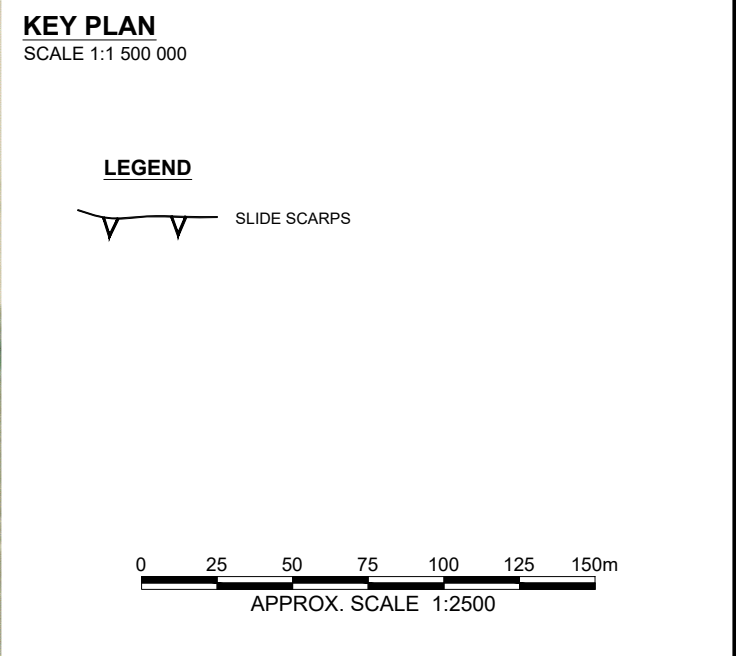 KEY PLAN
SCALE 1:1 500 000
LEGEND
SLIDE SCARPS
0 25 50 75 100 125 150m
APPROX. SCALE 1:2500